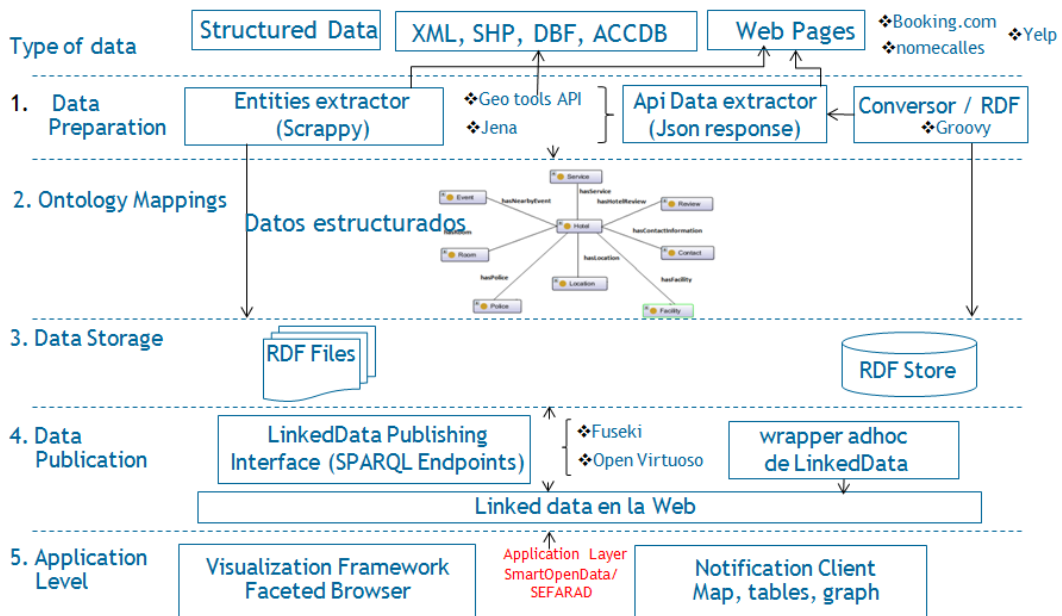 Type of data
Structured Data
XML, SHP, DBF, ACCDB
Web Pages
❖Booking.com
❖nomecalles
❖Yelp
1. Data
Preparation
Entities extractor
(Scrappy)
❖Geo tools API
❖Jena
Api Data extractor
(Json response)
Conversor / RDF
❖Groovy
2. Ontology Mappings
Datos estructurados
Service
hasService
Event
hasNearbyEvent
hasHotelReview
Review
Hotel
hasContactInformation
Room
Contact
hasLocation
hasPolice
Location
hasFacility
Police
Facility
3. Data Storage
RDF Files
RDF Store
4. Data
Publication
LinkedData Publishing
Interface (SPARQL Endpoints)
❖Fuseki
❖Open Virtuoso
wrapper adhoc
de LinkedData
Linked data en la Web
5. Application
Level
Visualization Framework
Faceted Browser
Application Layer
SmartOpenData/
SEFARAD
Notification Client
Map, tables, graph